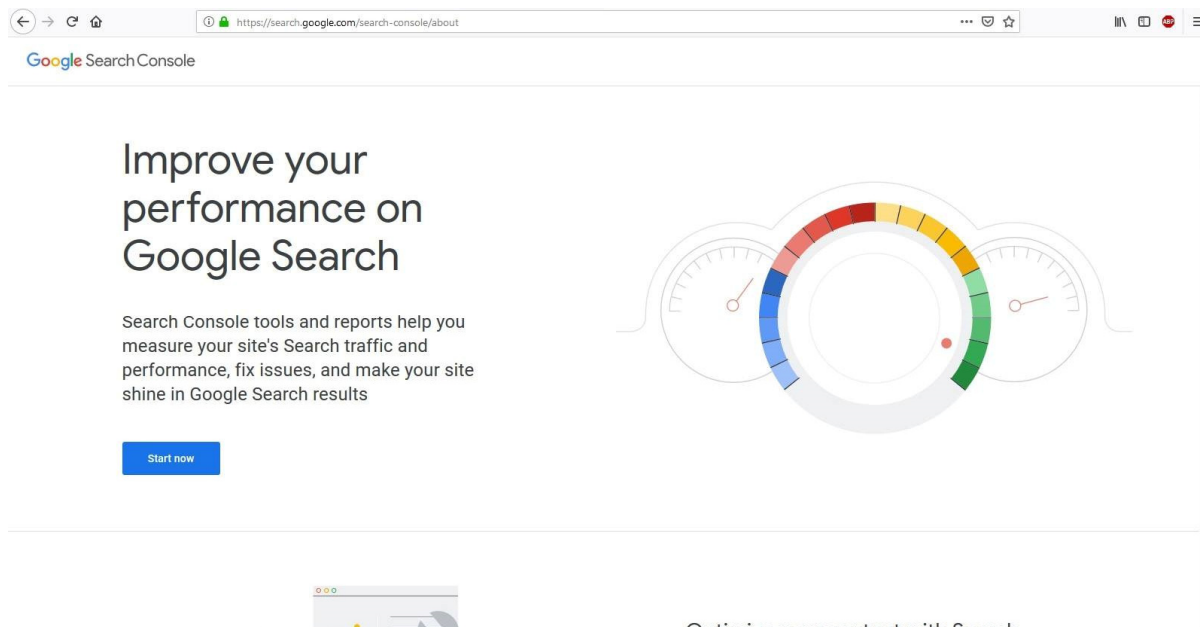 https://search.google.com/search-console/about
ABP
Google Search Console
Improve your
performance on
Google Search
Search Console tools and reports help you
measure your site's Search traffic and
performance, fix issues, and make your site
shine in Google Search results
Start now